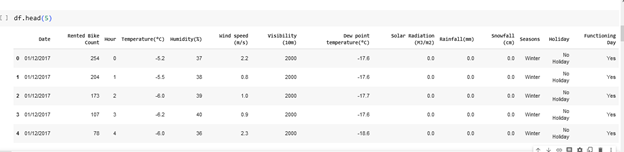 [ ] df.head(5)
Date Rented Bike Count Hour Temperature(°C) Humidity(%) Wind speed (m/s) Visibility (10m) Dew point temperature(°C) Solar Radiation (MJ/m2) Rainfall(mm) Snowfall (cm) Seasons Holiday Functioning Day
0 01/12/2017 254 0 -5.2 37 2.2 2000 -17.6 0.0 0.0 0.0 Winter No Holiday Yes
1 01/12/2017 204 1 -5.5 38 0.8 2000 -17.6 0.0 0.0 0.0 Winter No Holiday Yes
2 01/12/2017 173 2 -6.0 39 1.0 2000 -17.7 0.0 0.0 0.0 Winter No Holiday Yes
3 01/12/2017 107 3 -6.2 40 0.9 2000 -17.6 0.0 0.0 0.0 Winter No Holiday Yes
4 01/12/2017 78 4 -6.0 36 2.3 2000 -18.6 0.0 0.0 0.0 Winter No Holiday Yes